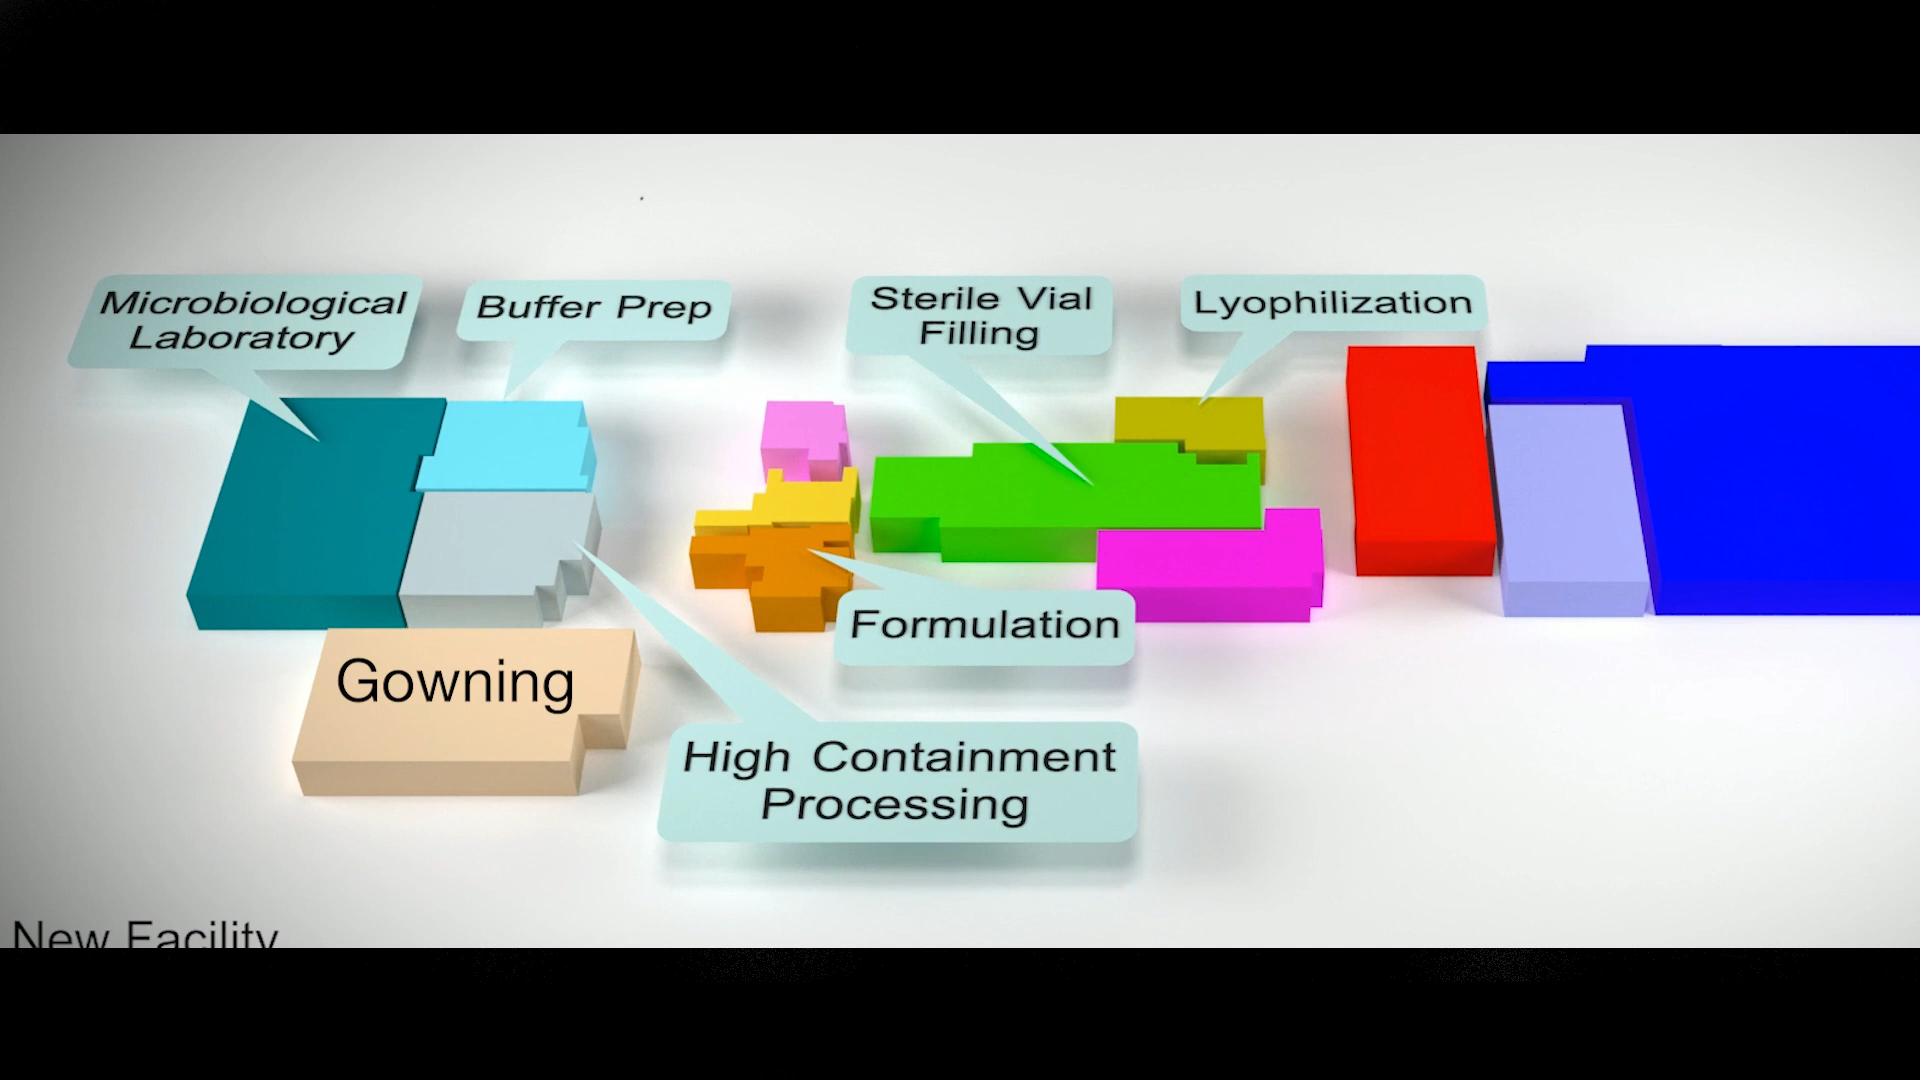 Microbiological
Laboratory
Buffer Prep
Sterile Vial
Filling
Lyophilization
Formulation
Gowning
High Containment
Processing
New Facility